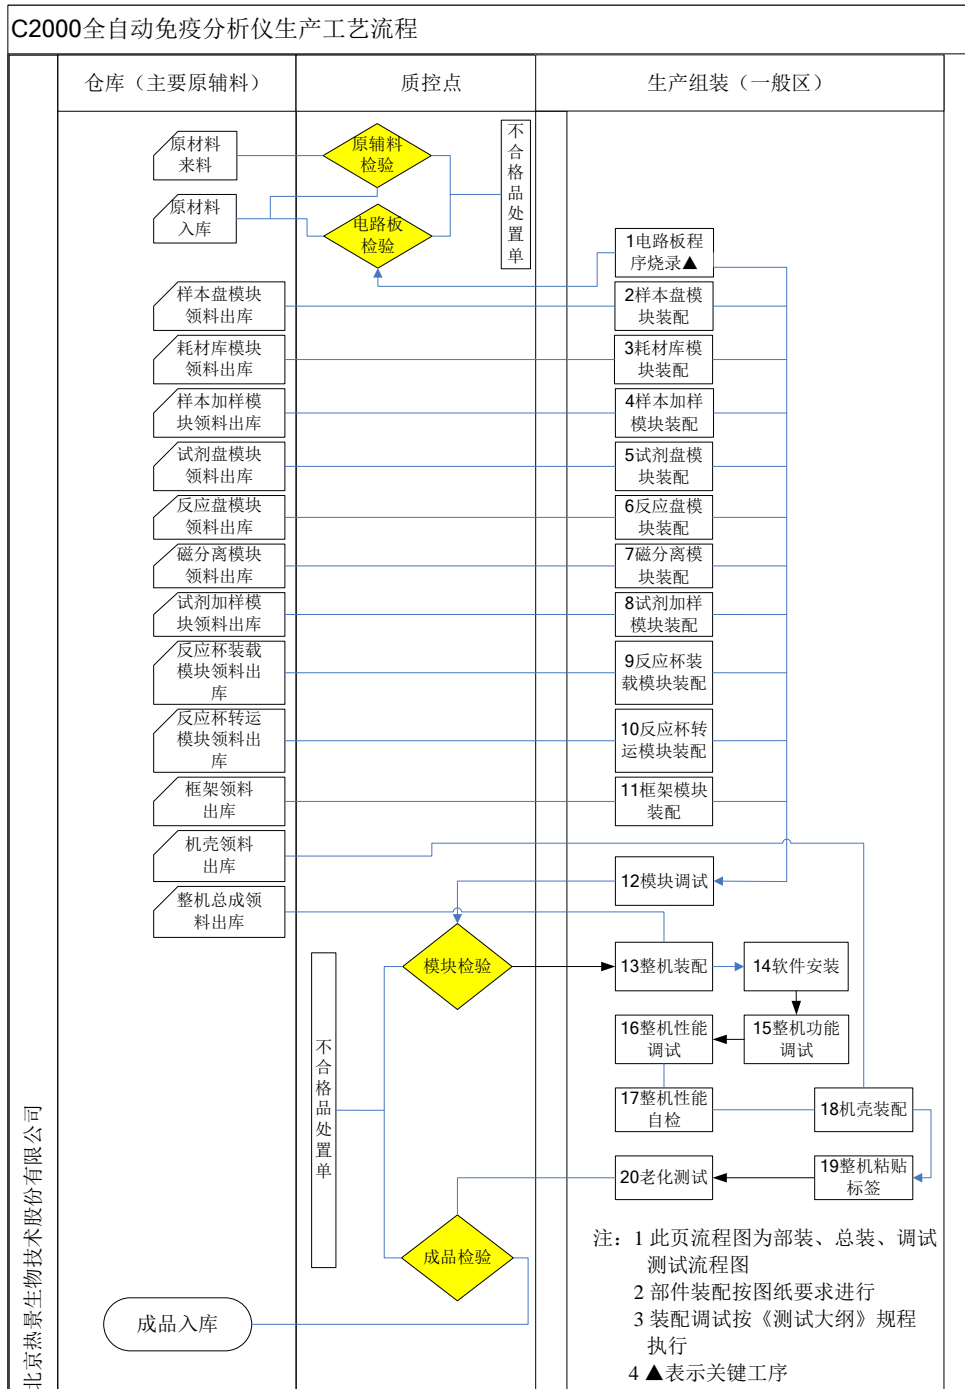 C2000全自动免疫分析仪生产工艺流程
仓库（主要原辅料）
质控点
生产组装（一般区）
原材料
来料
原辅料
检验
不合格品处置单
原材料
入库
电路板
检验
1电路板程
序烧录▲
样本盘模块
领料出库
2样本盘模
块装配
耗材库模块
领料出库
3耗材库模
块装配
样本加样模
块领料出库
4样本加样
模块装配
试剂盘模块
领料出库
5试剂盘模
块装配
反应盘模块
领料出库
6反应盘模
块装配
磁分离模块
领料出库
7磁分离模
块装配
试剂加样模
块领料出库
8试剂加样
模块装配
反应杯装载
模块领料出
库
9反应杯装
载模块装配
反应杯转运
模块领料出
库
10反应杯转
运模块装配
框架领料
出库
11框架模块
装配
机壳领料
出库
12模块调试
整机总成领
料出库
模块检验
13整机装配
14软件安装
16整机性能
调试
15整机功能
调试
不合格品处置单
17整机性能
自检
18机壳装配
20老化测试
19整机粘贴
标签
成品检验
成品入库
注：1 此页流程图为部装、总装、调试
测试流程图
2 部件装配按图纸要求进行
3 装配调试按《测试大纲》规程
执行
4 ▲表示关键工序
北京热景生物技术股份有限公司